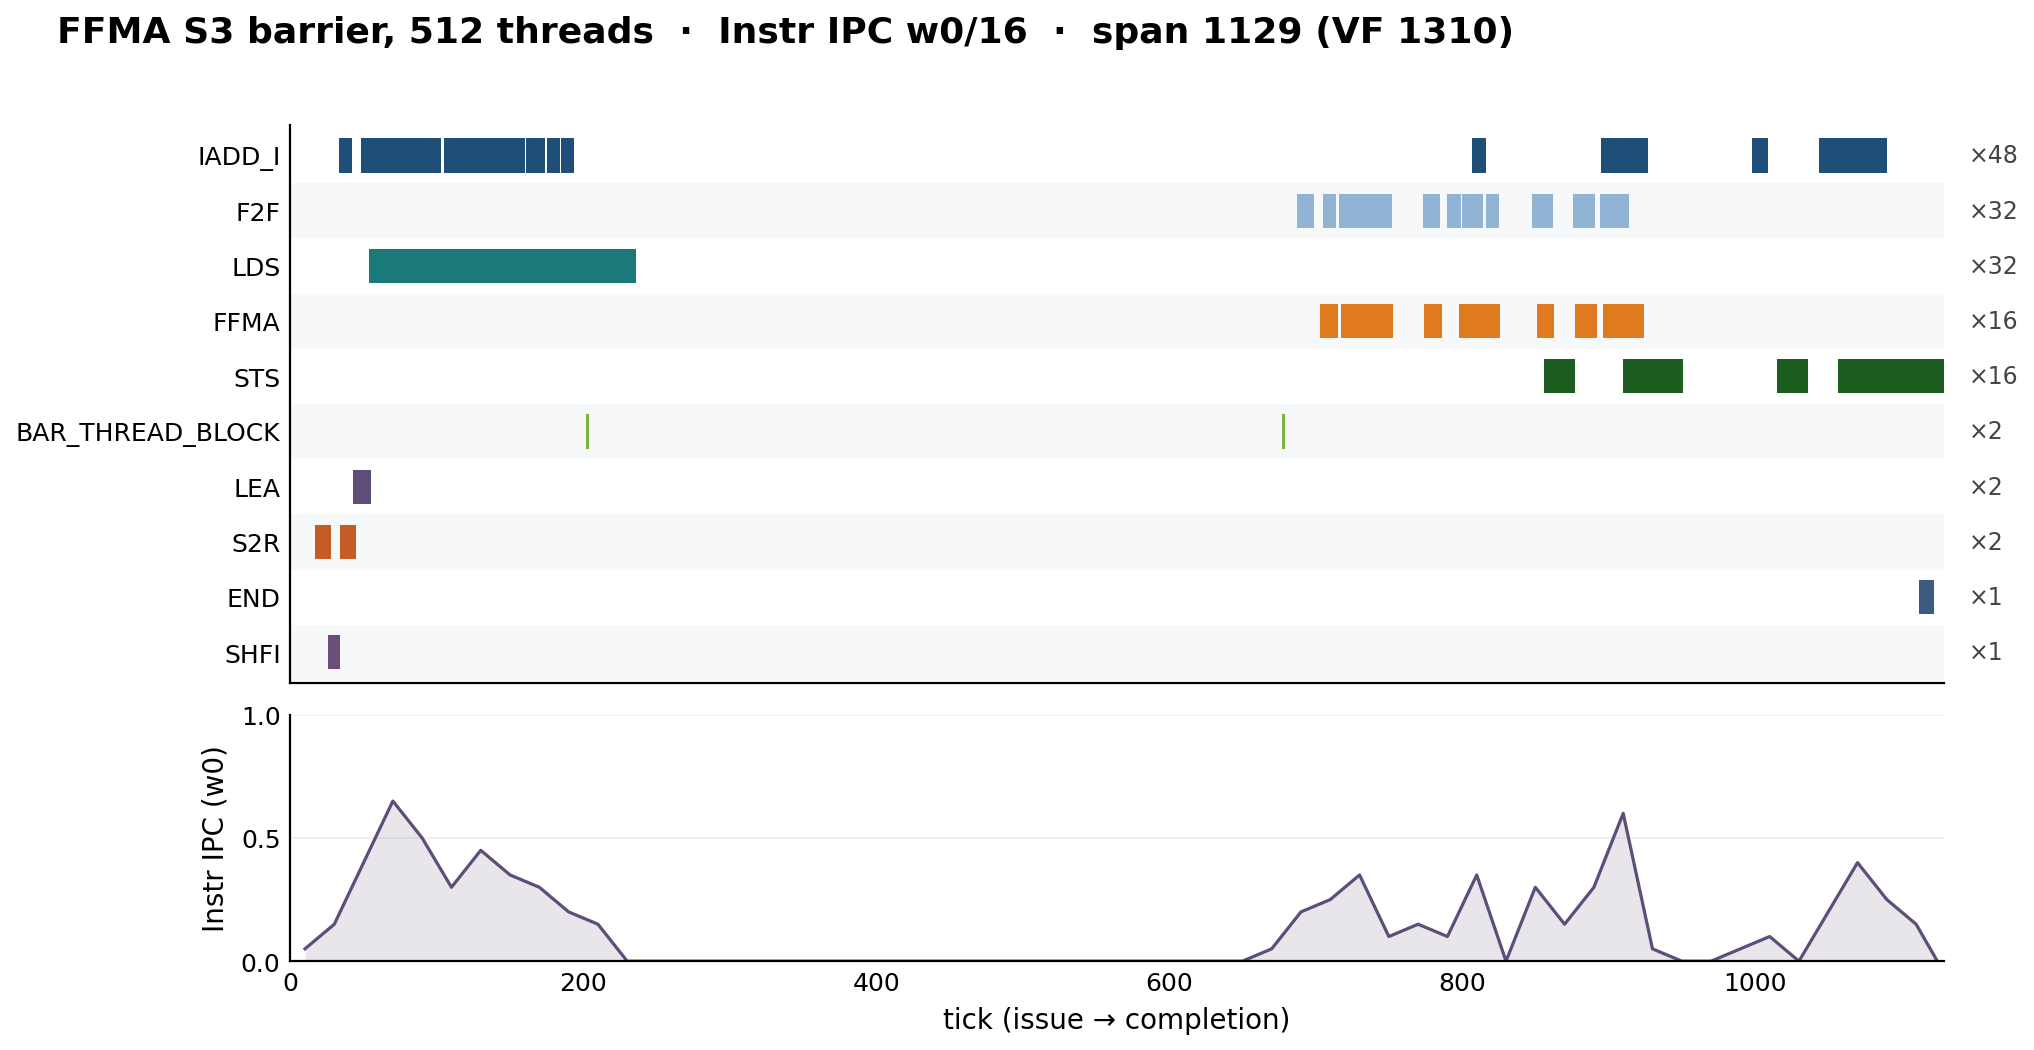 FFMA S3 barrier, 512 threads · Instr IPC w0/16 · span 1129 (VF 1310)
IADD_I ×48
F2F ×32
LDS ×32
FFMA ×16
STS ×16
BAR_THREAD_BLOCK ×2
LEA ×2
S2R ×2
END ×1
SHFI ×1
1.0
0.5
0.0
Instr IPC (w0)
0 200 400 600 800 1000
tick (issue → completion)